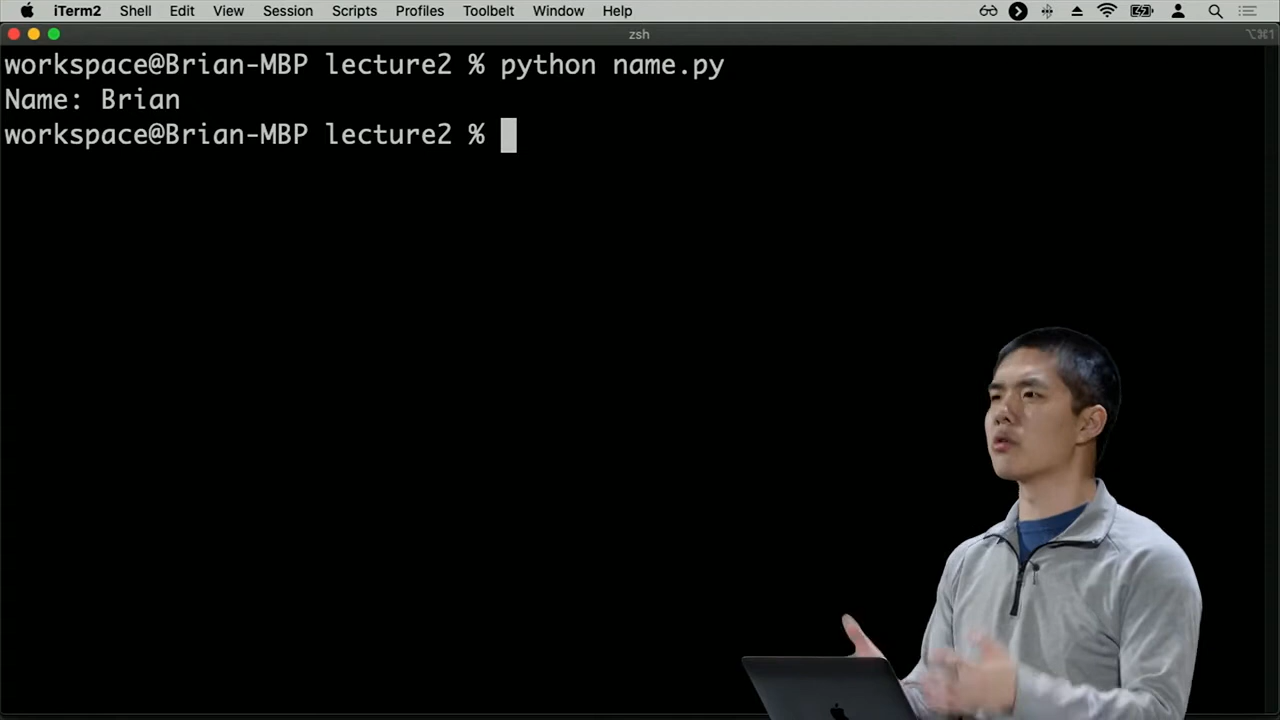 iTerm2 Shell Edit View Session Scripts Profiles Toolbelt Window Help
zsh ⌥⌘1
workspace@Brian-MBP lecture2 % python name.py
Name: Brian
workspace@Brian-MBP lecture2 %